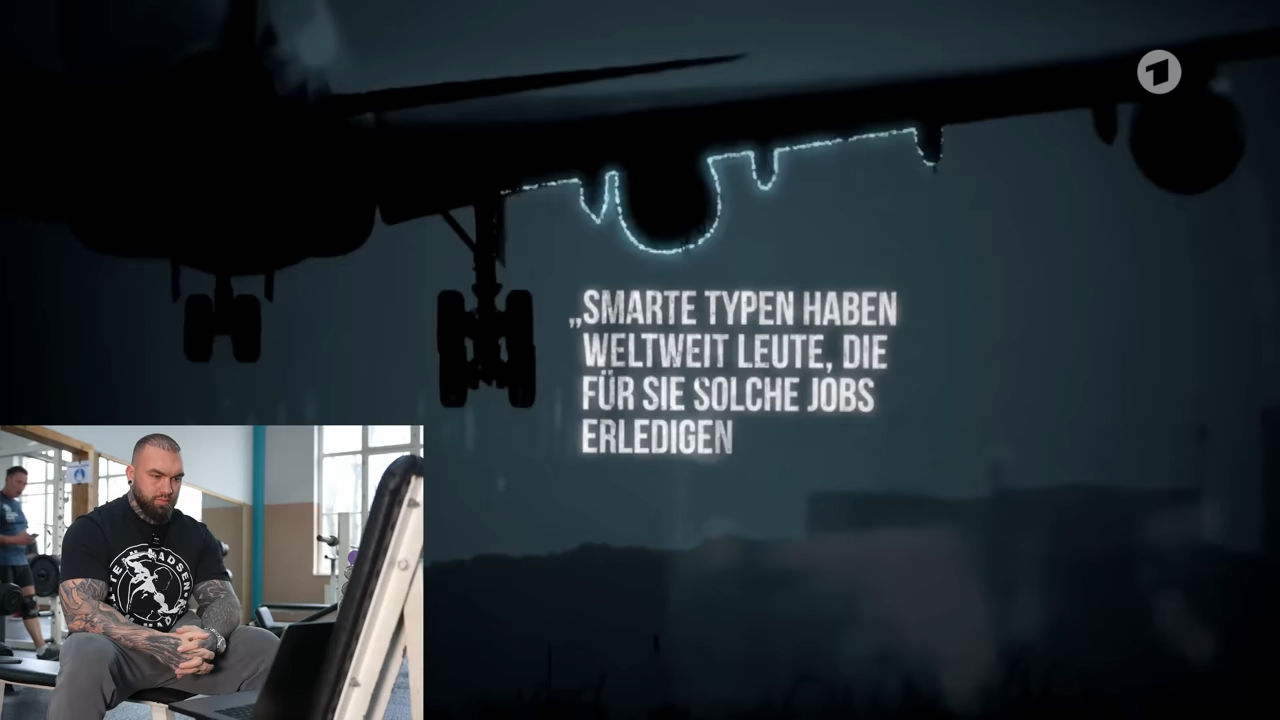 „SMARTE TYPEN HABEN
WELTWEIT LEUTE, DIE
FÜR SIE SOLCHE JOBS
ERLEDIGEN